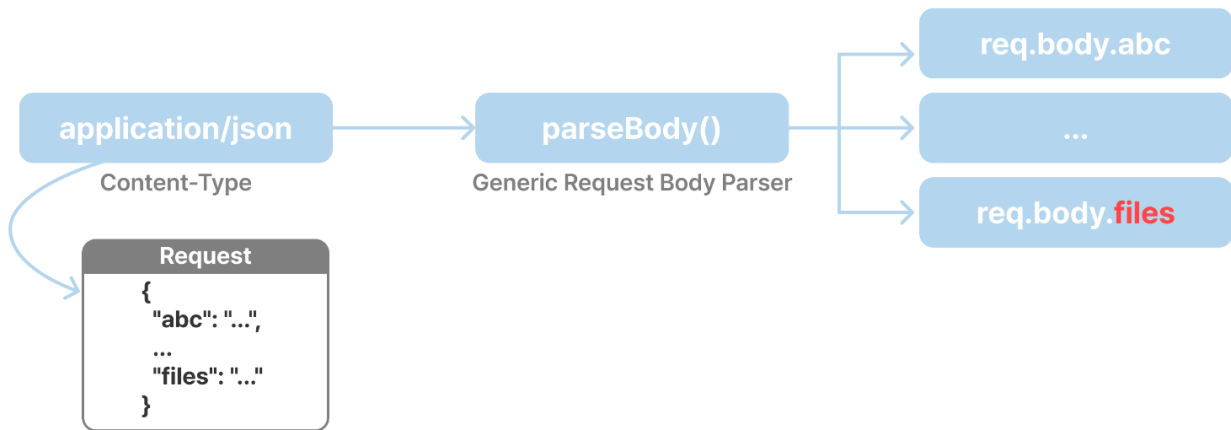 application/json
Content-Type
Request
{
"abc": "...",
...
"files": "..."
}
parseBody()
Generic Request Body Parser
req.body.abc
...
req.body.files